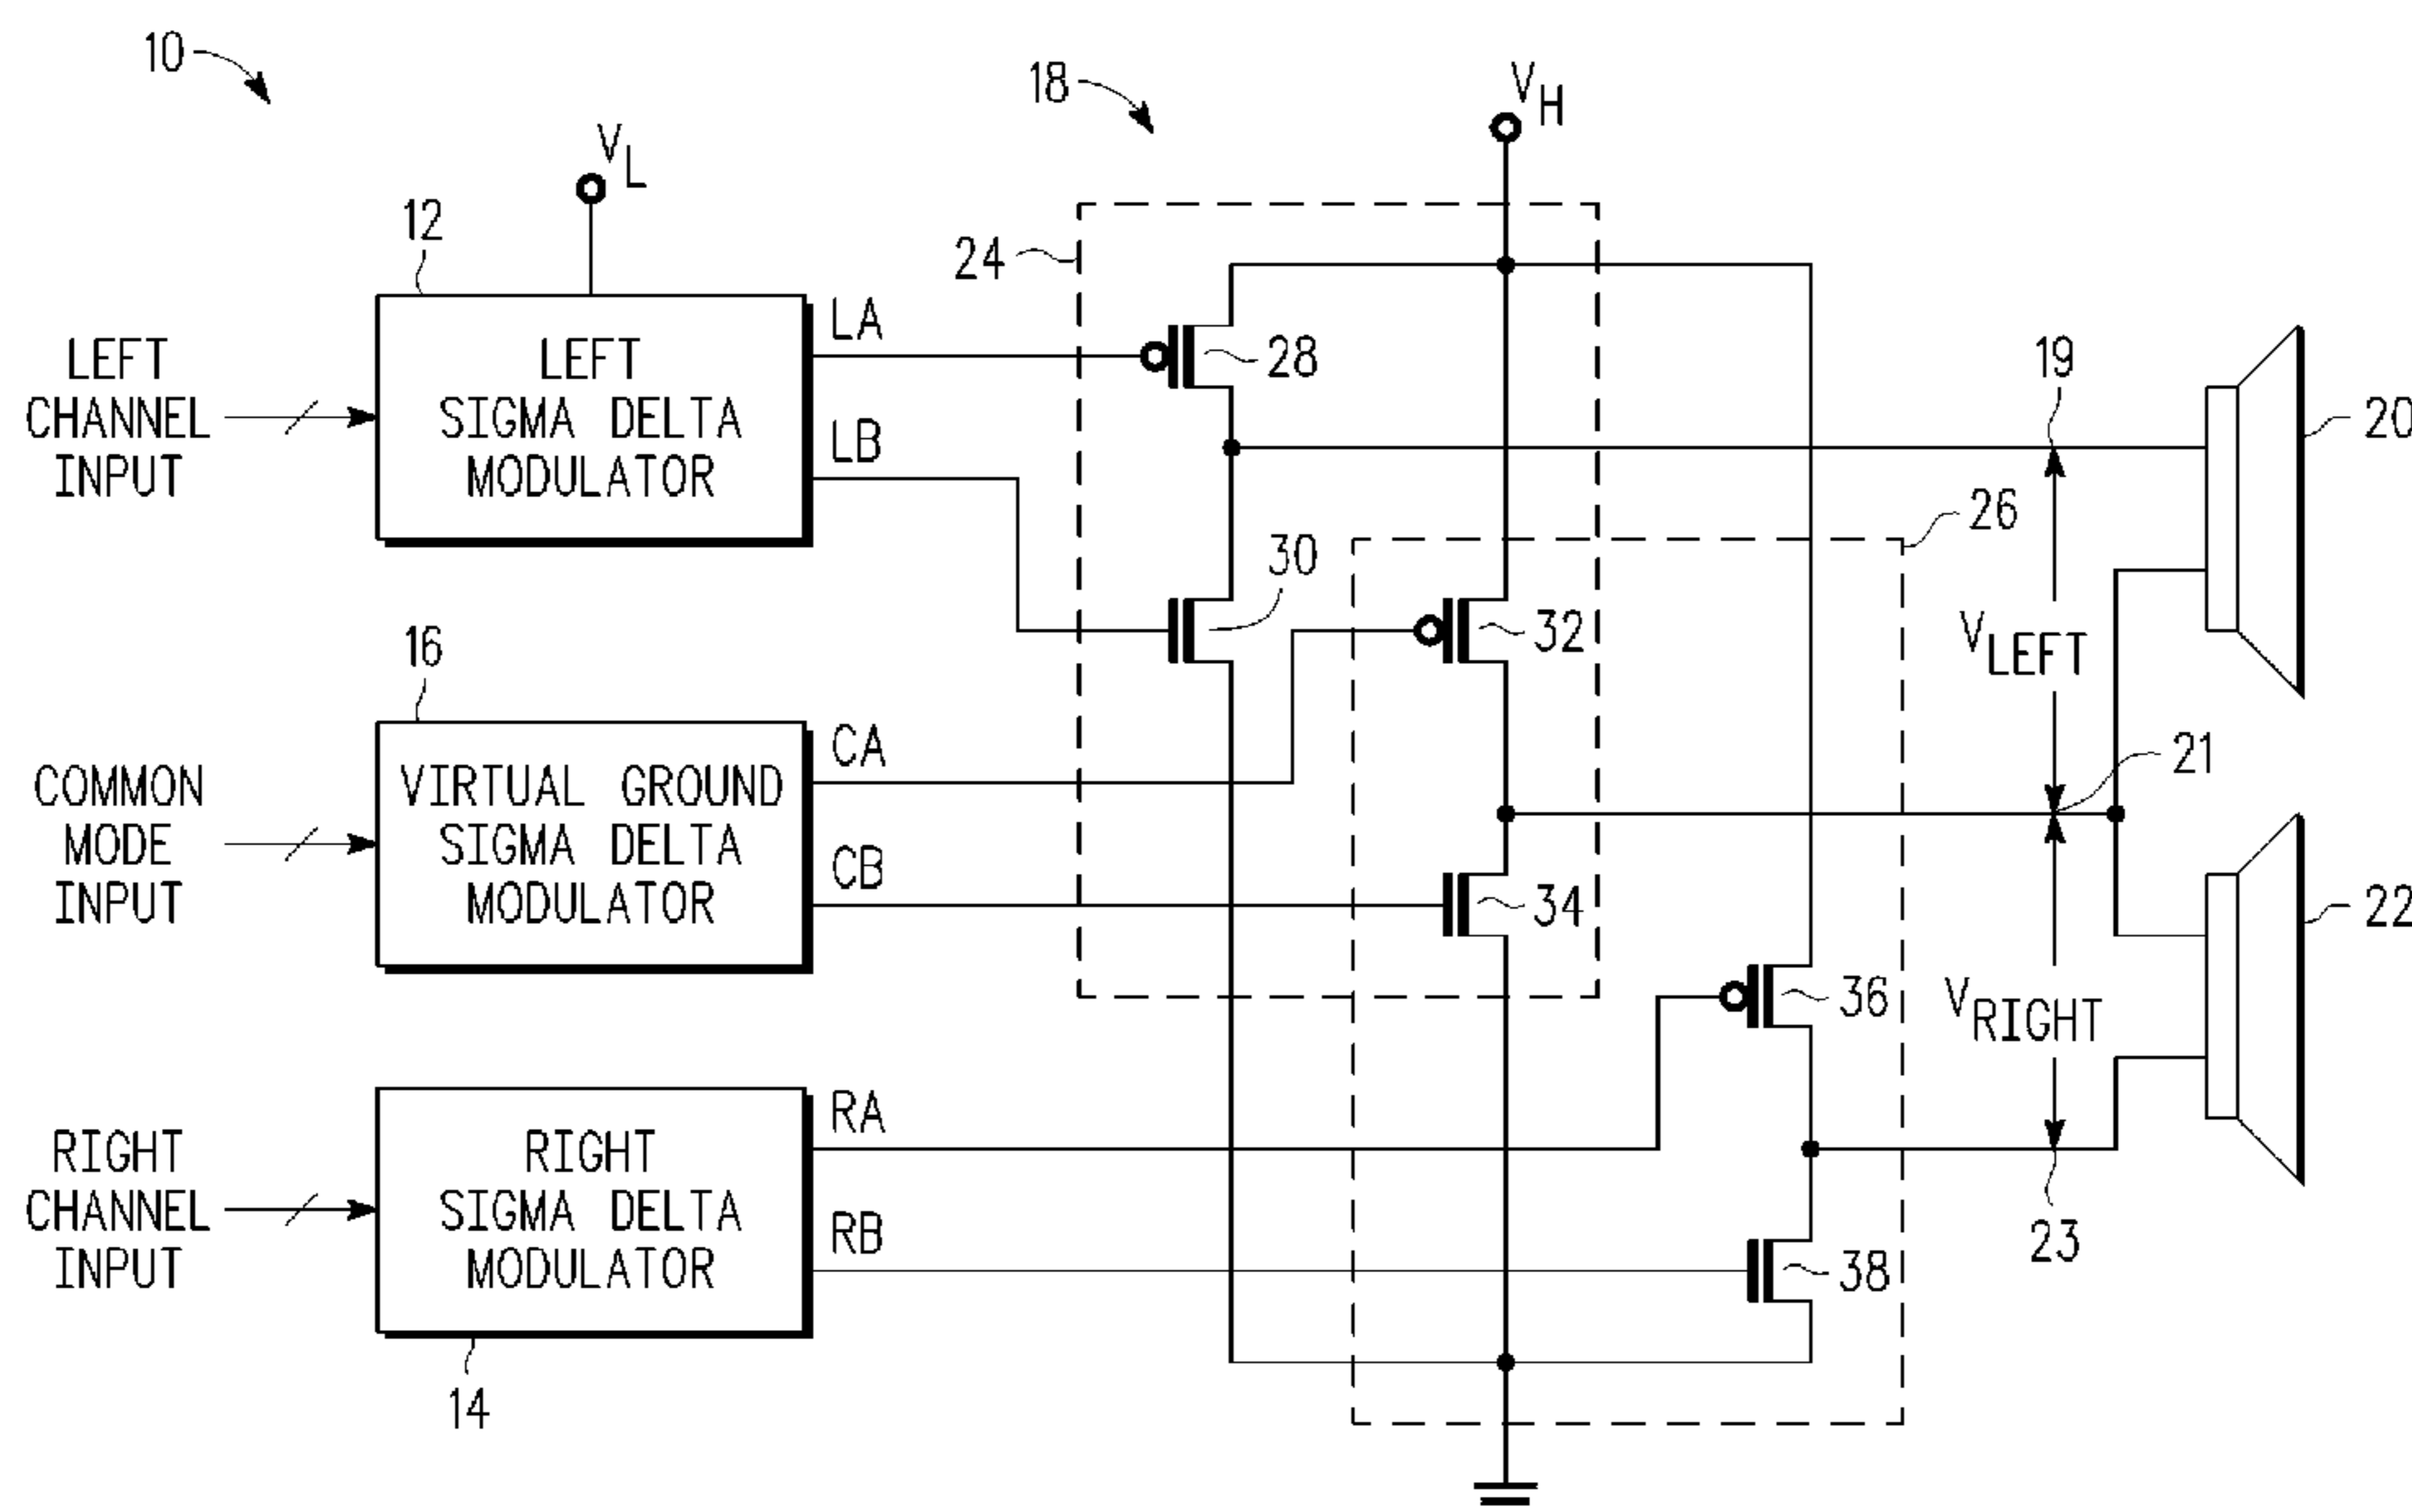 10
18
V_H
V_L
12
24
LEFT
CHANNEL
INPUT
LEFT
SIGMA DELTA
MODULATOR
LA
LB
28
19
20
26
30
32
V_LEFT
16
COMMON
MODE
INPUT
VIRTUAL GROUND
SIGMA DELTA
MODULATOR
CA
CB
21
34
22
36
V_RIGHT
RIGHT
CHANNEL
INPUT
RIGHT
SIGMA DELTA
MODULATOR
RA
RB
23
38
14